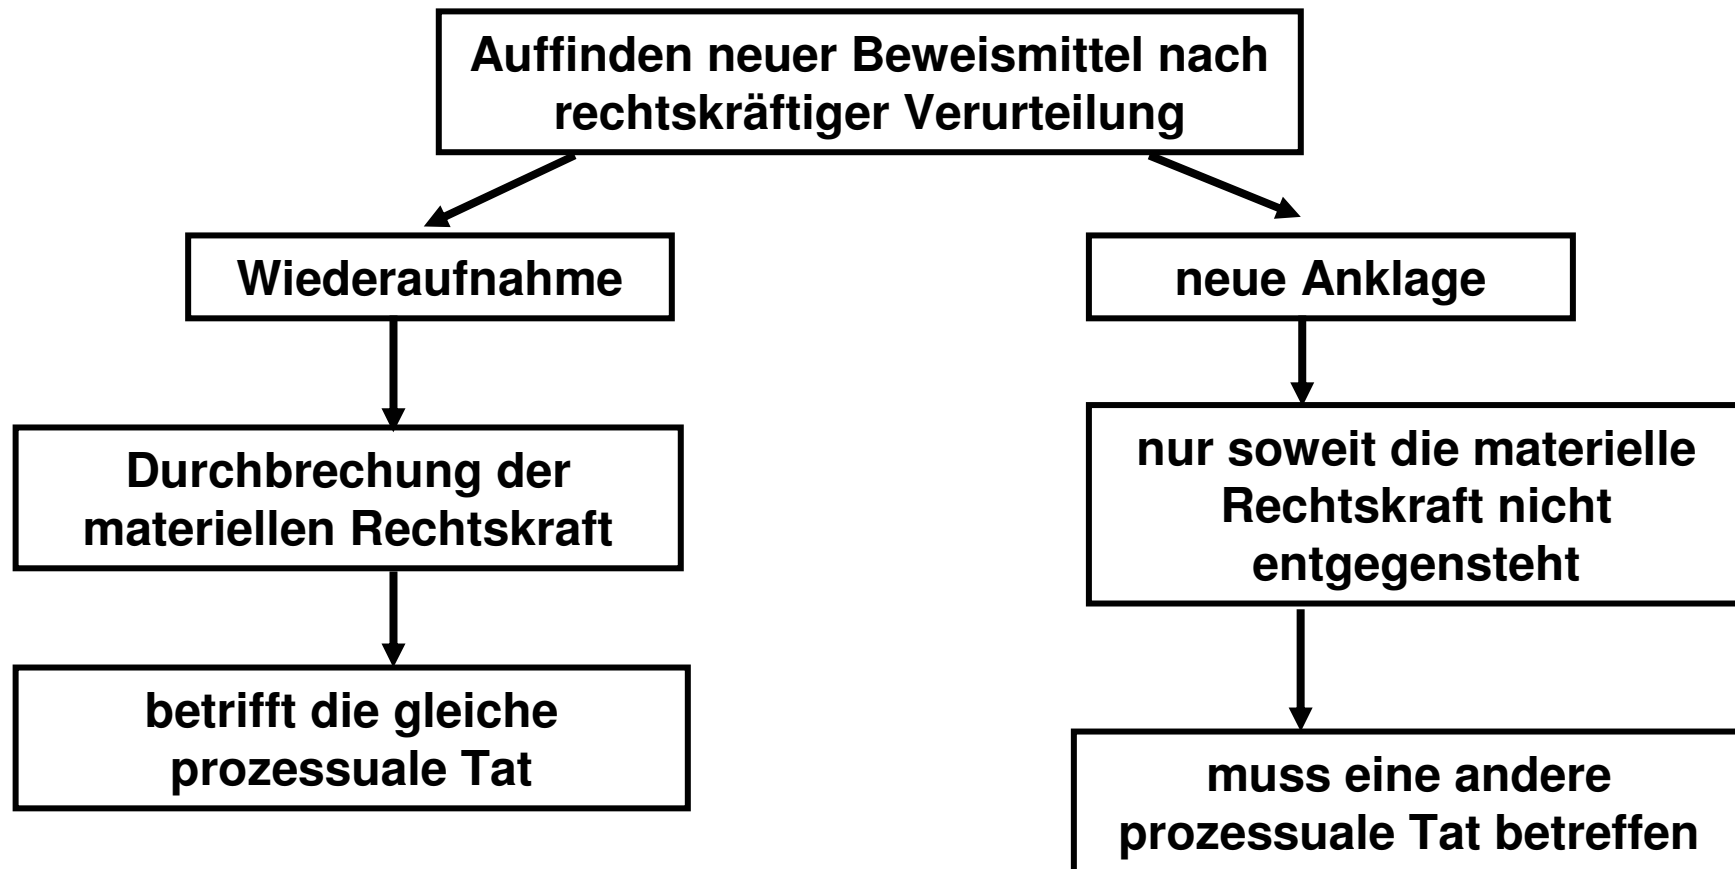 Auffinden neuer Beweismittel nach
rechtskräftiger Verurteilung
Wiederaufnahme
neue Anklage
Durchbrechung der
materiellen Rechtskraft
nur soweit die materielle
Rechtskraft nicht
entgegensteht
betrifft die gleiche
prozessuale Tat
muss eine andere
prozessuale Tat betreffen